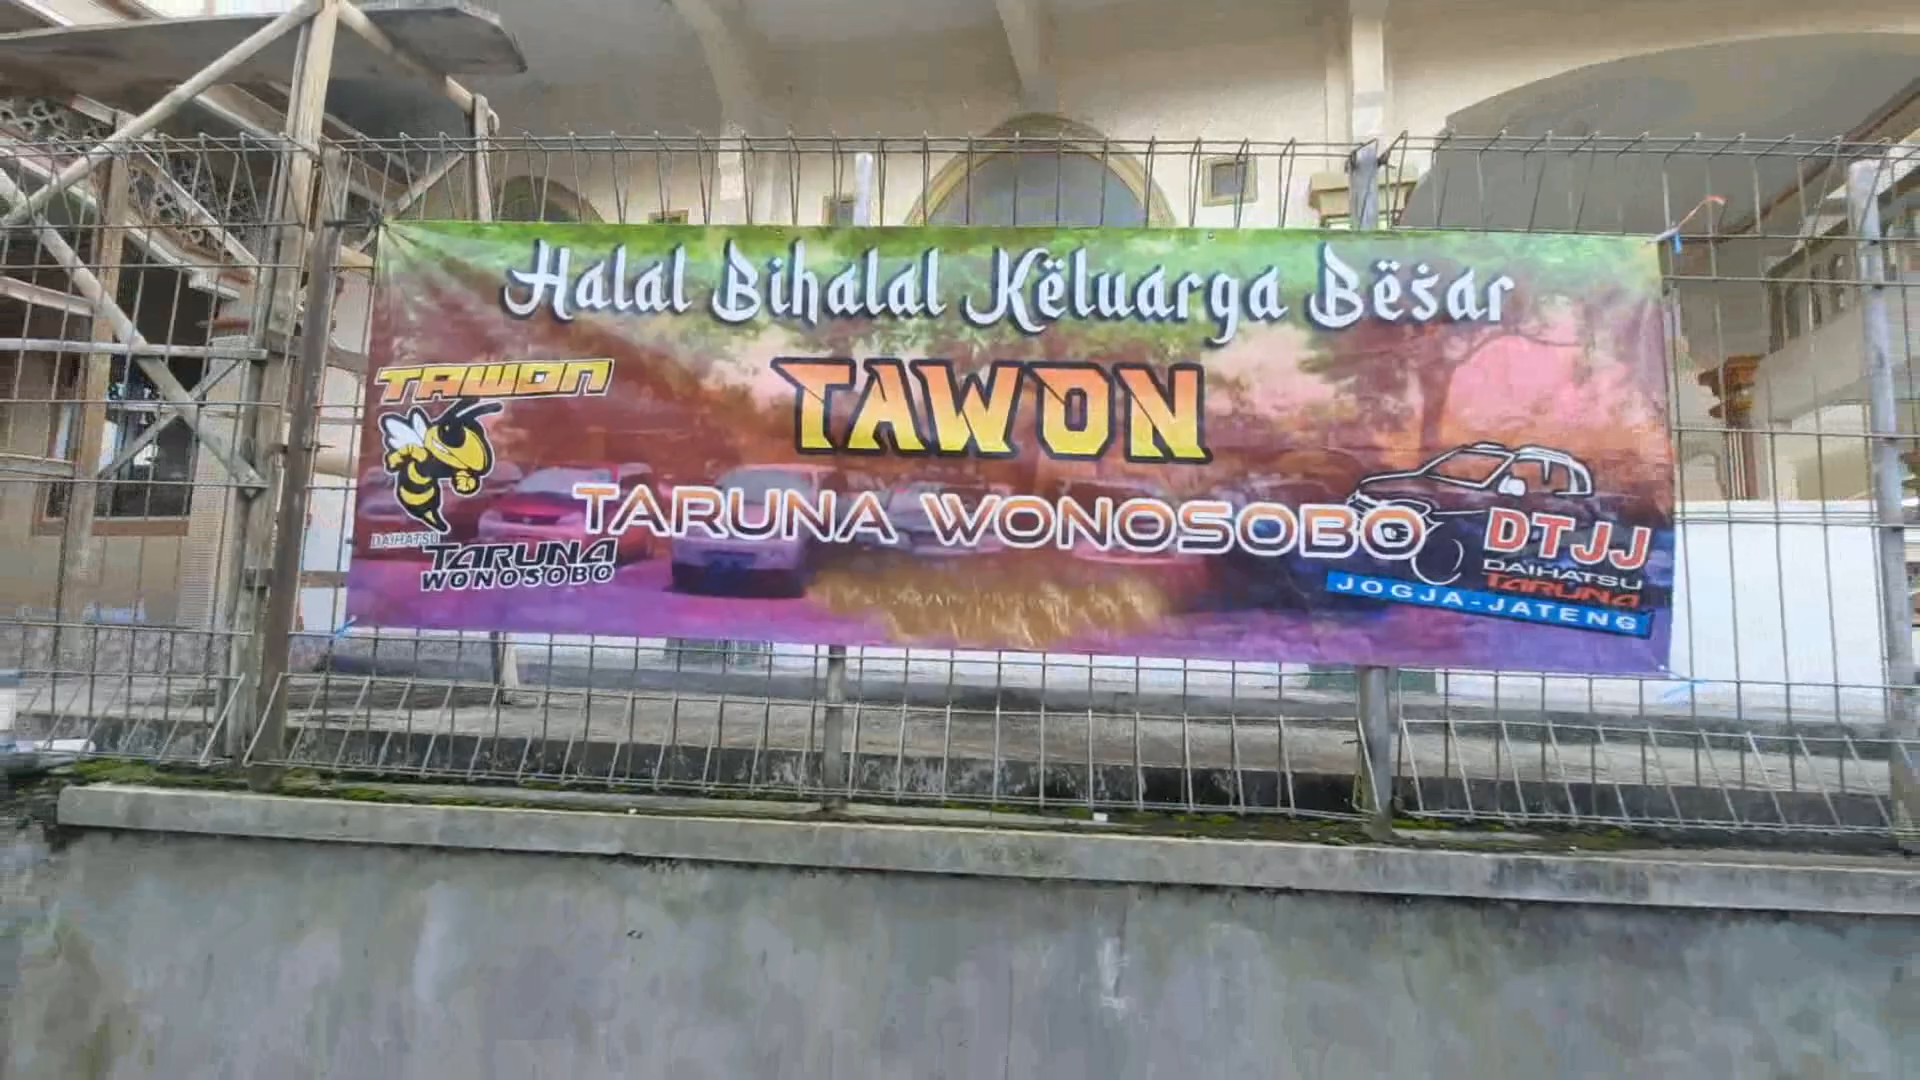 Halal Bihalal Këluarga Bësar
TAWON
TARUNA WONOSOBO
TAWON
DAIHATSU
TARUNA
WONOSOBO
DTJJ
DAIHATSU
TARUNA
JOGJA-JATENG